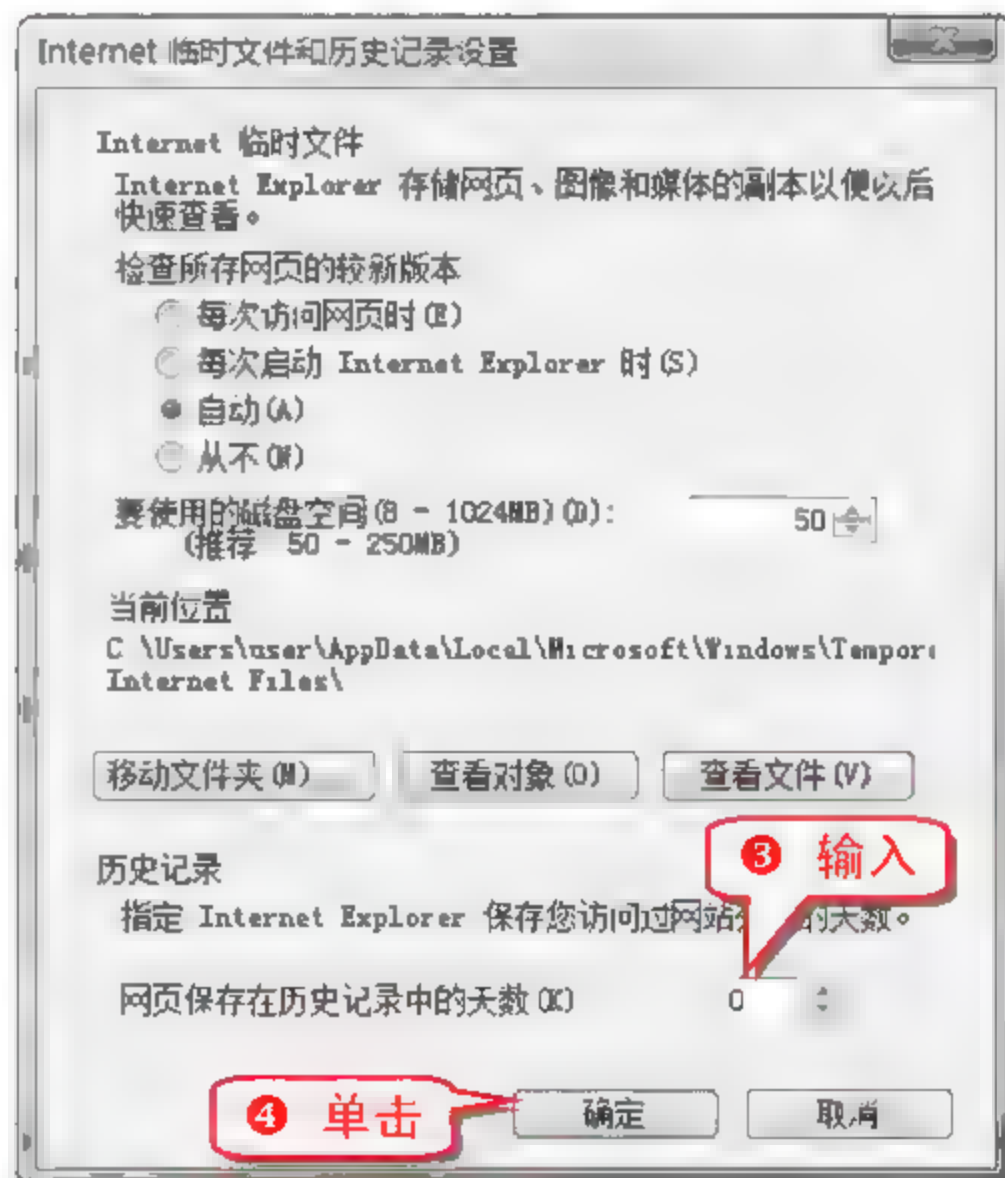 Internet 临时文件和历史记录设置
Internet 临时文件
Internet Explorer 存储网页、图像和媒体的副本以便以后
快速查看。
检查所存网页的较新版本
每次访问网页时(E)
每次启动 Internet Explorer 时(S)
自动(A)
从不(N)
要使用的磁盘空间(8 - 1024MB)(D):
50
(推荐 50 - 250MB)
当前位置
C \Users\user\AppData\Local\Microsoft\Windows\Tempor
Internet Files\
移动文件夹(M) 查看对象(O) 查看文件(V)
❸ 输入
历史记录
指定 Internet Explorer 保存您访问过网站 的天数。
网页保存在历史记录中的天数(K) 0
❹ 单击
确定 取消